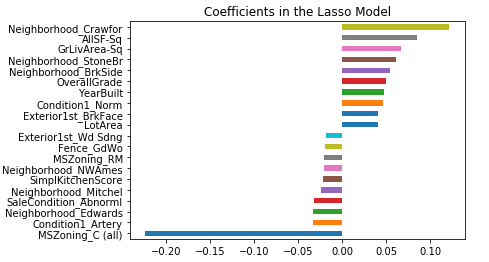 Coefficients in the Lasso Model
Neighborhood_Crawfor
AllSF-Sq
GrLivArea-Sq
Neighborhood_StoneBr
Neighborhood_BrkSide
OverallGrade
YearBuilt
Condition1_Norm
Exterior1st_BrkFace
LotArea
Exterior1st_Wd Sdng
Fence_GdWo
MSZoning_RM
Neighborhood_NWAmes
SimplKitchenScore
Neighborhood_Mitchel
SaleCondition_Abnorml
Neighborhood_Edwards
Condition1_Artery
MSZoning_C (all)
−0.20 −0.15 −0.10 −0.05 0.00 0.05 0.10